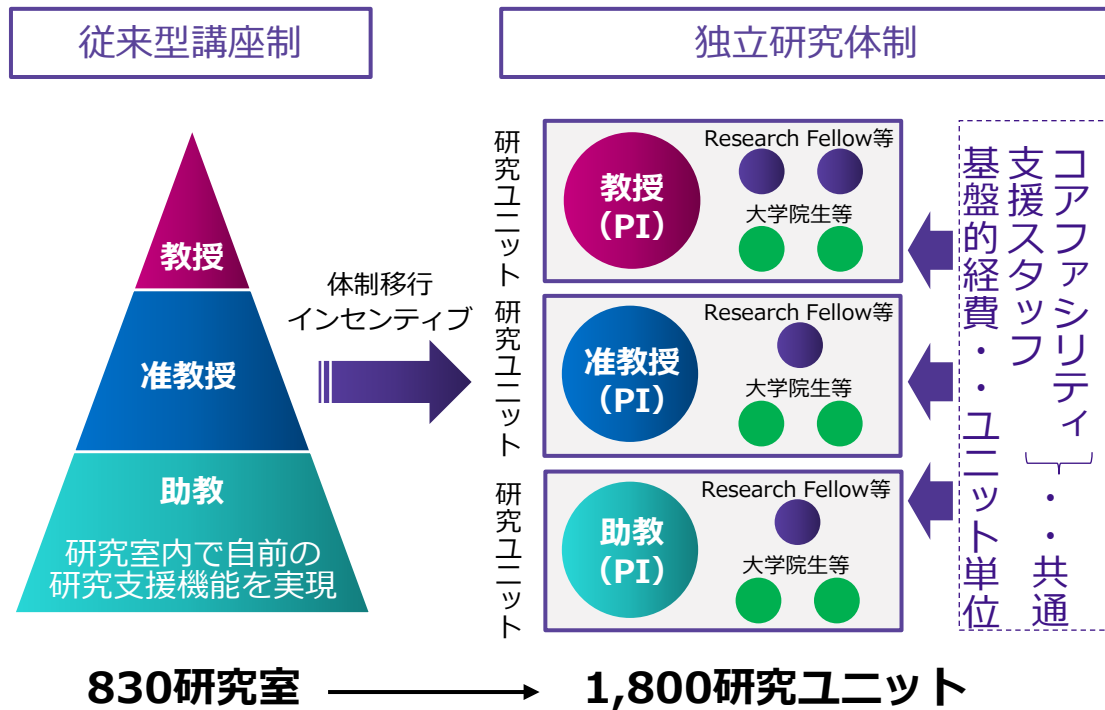 従来型講座制
独立研究体制
教授
准教授
助教
研究室内で自前の
研究支援機能を実現
体制移行
インセンティブ
研究ユニット
教授
（PI）
Research Fellow等
大学院生等
研究ユニット
准教授
（PI）
Research Fellow等
大学院生等
研究ユニット
助教
（PI）
Research Fellow等
大学院生等
コアファシリティ
支援スタッフ
・・共通
基盤的経費・・ユニット単位
830研究室
1,800研究ユニット